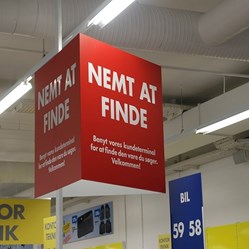 NEMT AT
FINDE
Benyt vores kundeterminal
for at finde den vare du søger.
Velkommen!
NEMT AT
FINDE
BIL
59 58